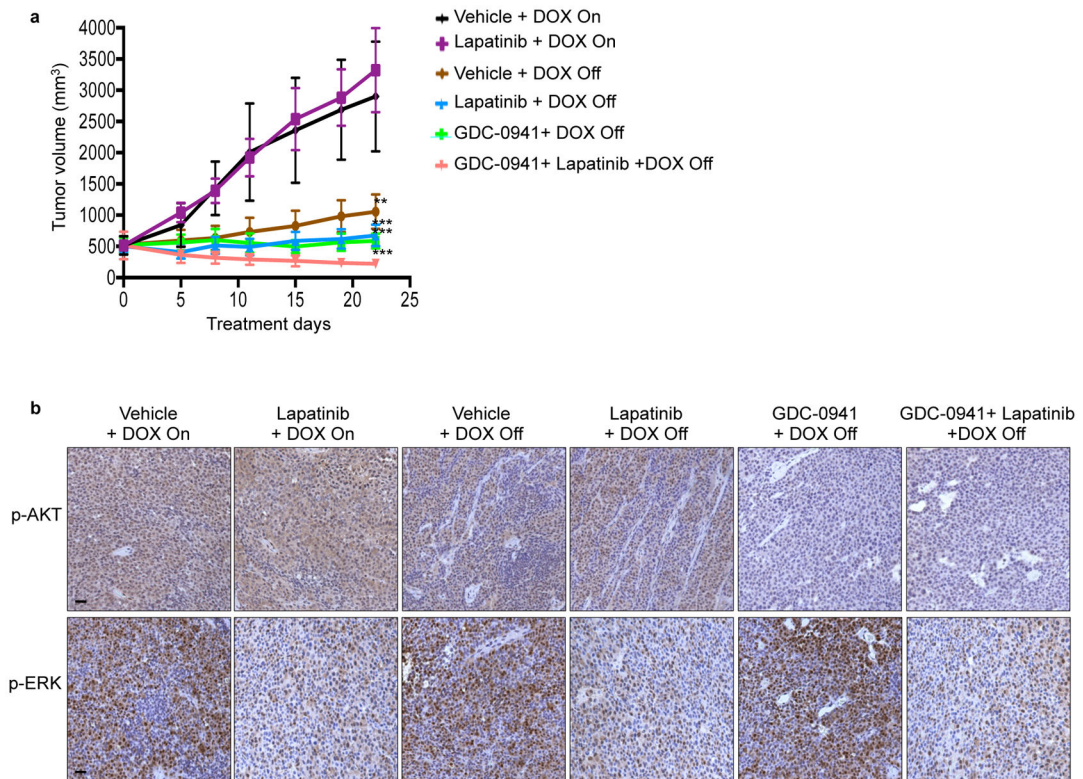 a
Vehicle + DOX On
Lapatinib + DOX On
Vehicle + DOX Off
Lapatinib + DOX Off
GDC-0941+ DOX Off
GDC-0941+ Lapatinib +DOX Off
Tumor volume (mm³)
4000
3500
3000
2500
2000
1500
1000
500
0
**
***
***
***
0 5 10 15 20 25
Treatment days
b
Vehicle + DOX On
Lapatinib + DOX On
Vehicle + DOX Off
Lapatinib + DOX Off
GDC-0941 + DOX Off
GDC-0941+ Lapatinib +DOX Off
p-AKT
p-ERK